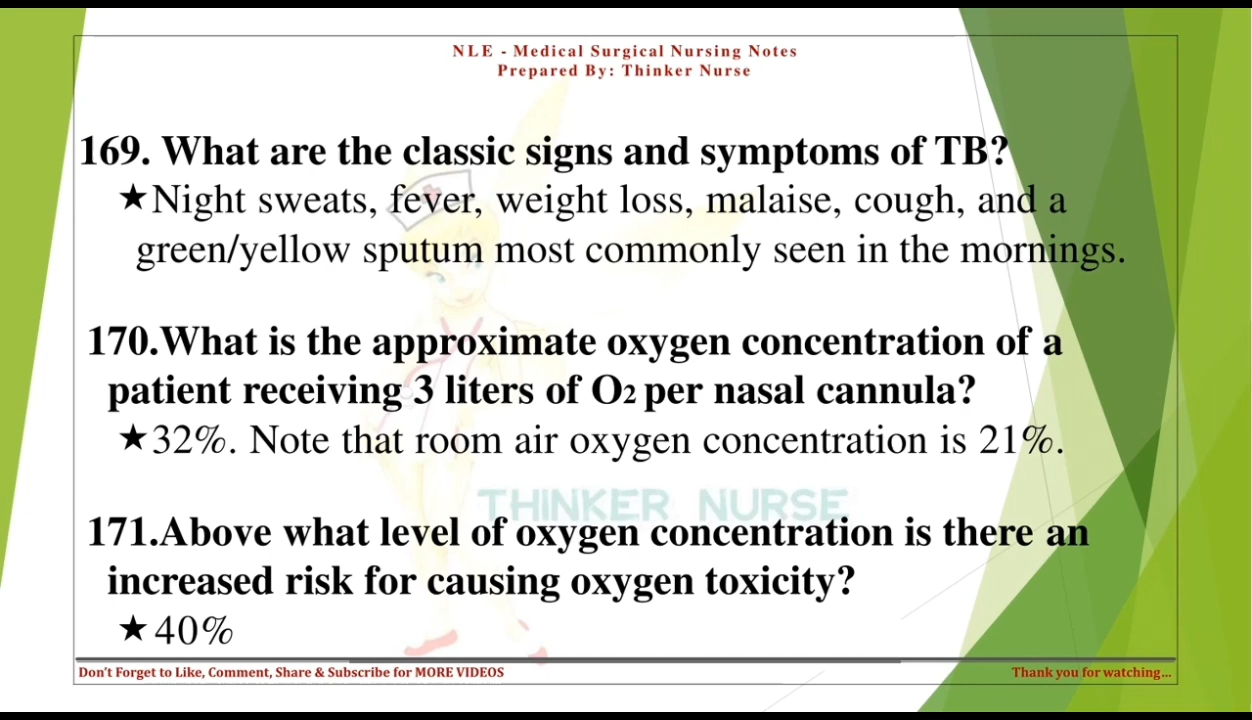 NLE - Medical Surgical Nursing Notes
Prepared By: Thinker Nurse
169. What are the classic signs and symptoms of TB?
★Night sweats, fever, weight loss, malaise, cough, and a
green/yellow sputum most commonly seen in the mornings.
170.What is the approximate oxygen concentration of a
patient receiving 3 liters of O2 per nasal cannula?
★32%. Note that room air oxygen concentration is 21%.
THINKER NURSE
171.Above what level of oxygen concentration is there an
increased risk for causing oxygen toxicity?
★40%
Don't Forget to Like, Comment, Share & Subscribe for MORE VIDEOS
Thank you for watching...